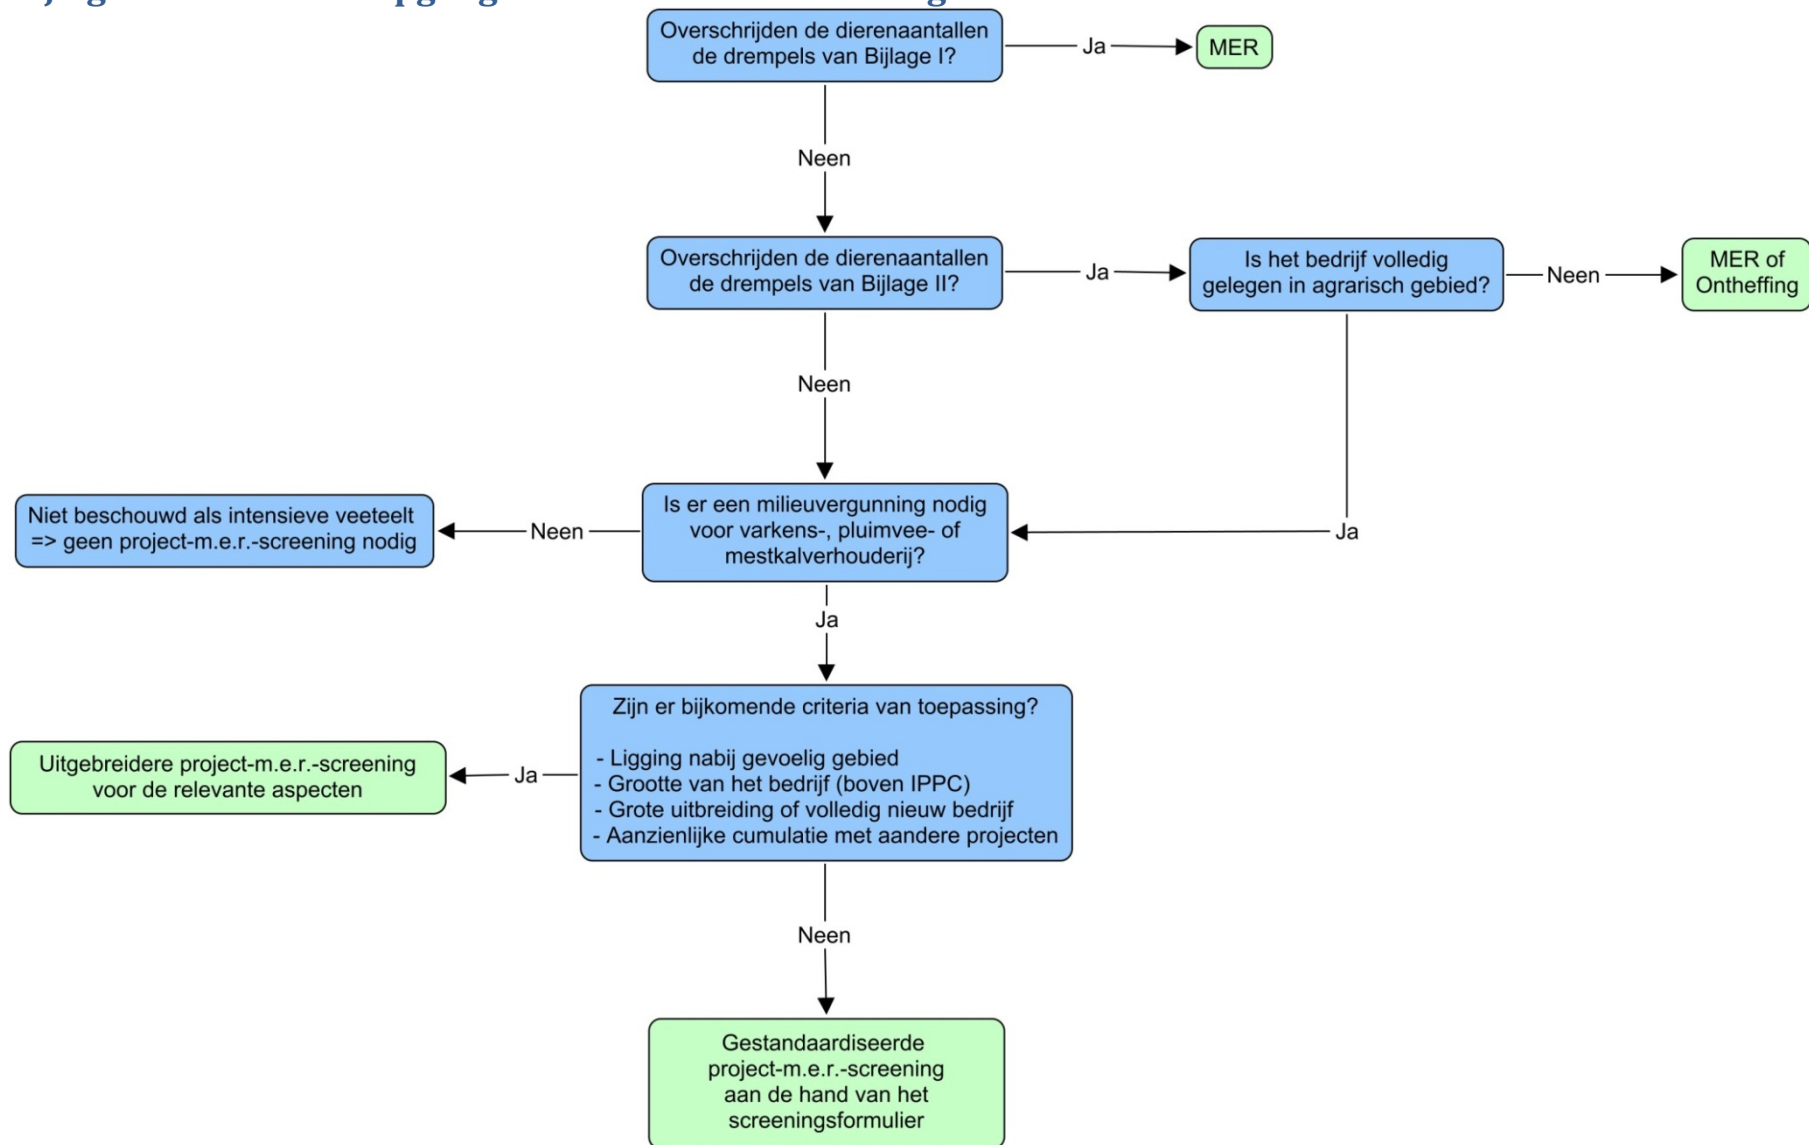 Overschrijden de dierenaantallen
de drempels van Bijlage I?
Ja
MER
Neen
Overschrijden de dierenaantallen
de drempels van Bijlage II?
Ja
Is het bedrijf volledig
gelegen in agrarisch gebied?
Neen
MER of
Ontheffing
Neen
Niet beschouwd als intensieve veeteelt
=> geen project-m.e.r.-screening nodig
Neen
Is er een milieuvergunning nodig
voor varkens-, pluimvee- of
mestkalverhouderij?
Ja
Ja
Zijn er bijkomende criteria van toepassing?
- Ligging nabij gevoelig gebied
- Grootte van het bedrijf (boven IPPC)
- Grote uitbreiding of volledig nieuw bedrijf
- Aanzienlijke cumulatie met aandere projecten
Uitgebreidere project-m.e.r.-screening
voor de relevante aspecten
Ja
Neen
Gestandaardiseerde
project-m.e.r.-screening
aan de hand van het
screeningsformulier